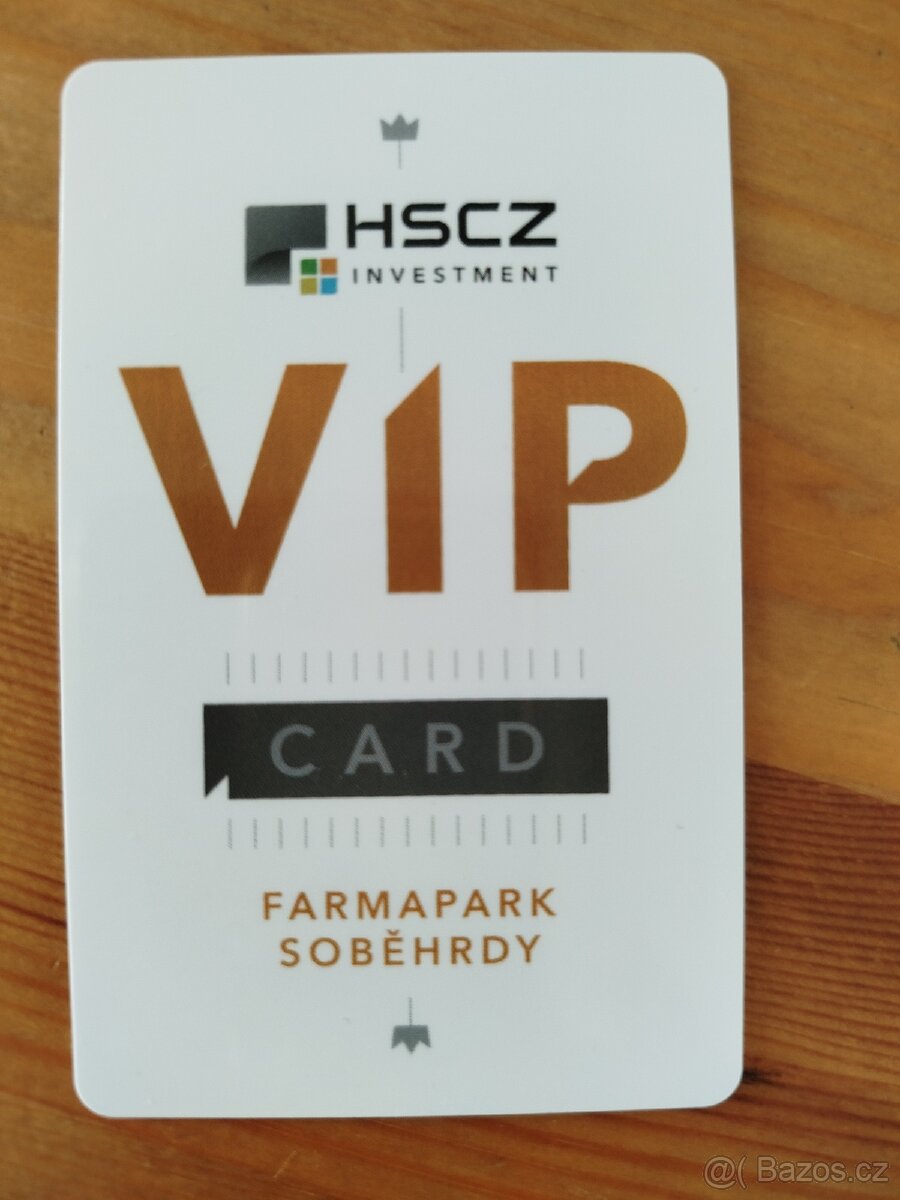 HSCZ
INVESTMENT
VIP
CARD
FARMAPARK
SOBĚHRDY
@( Bazos.cz